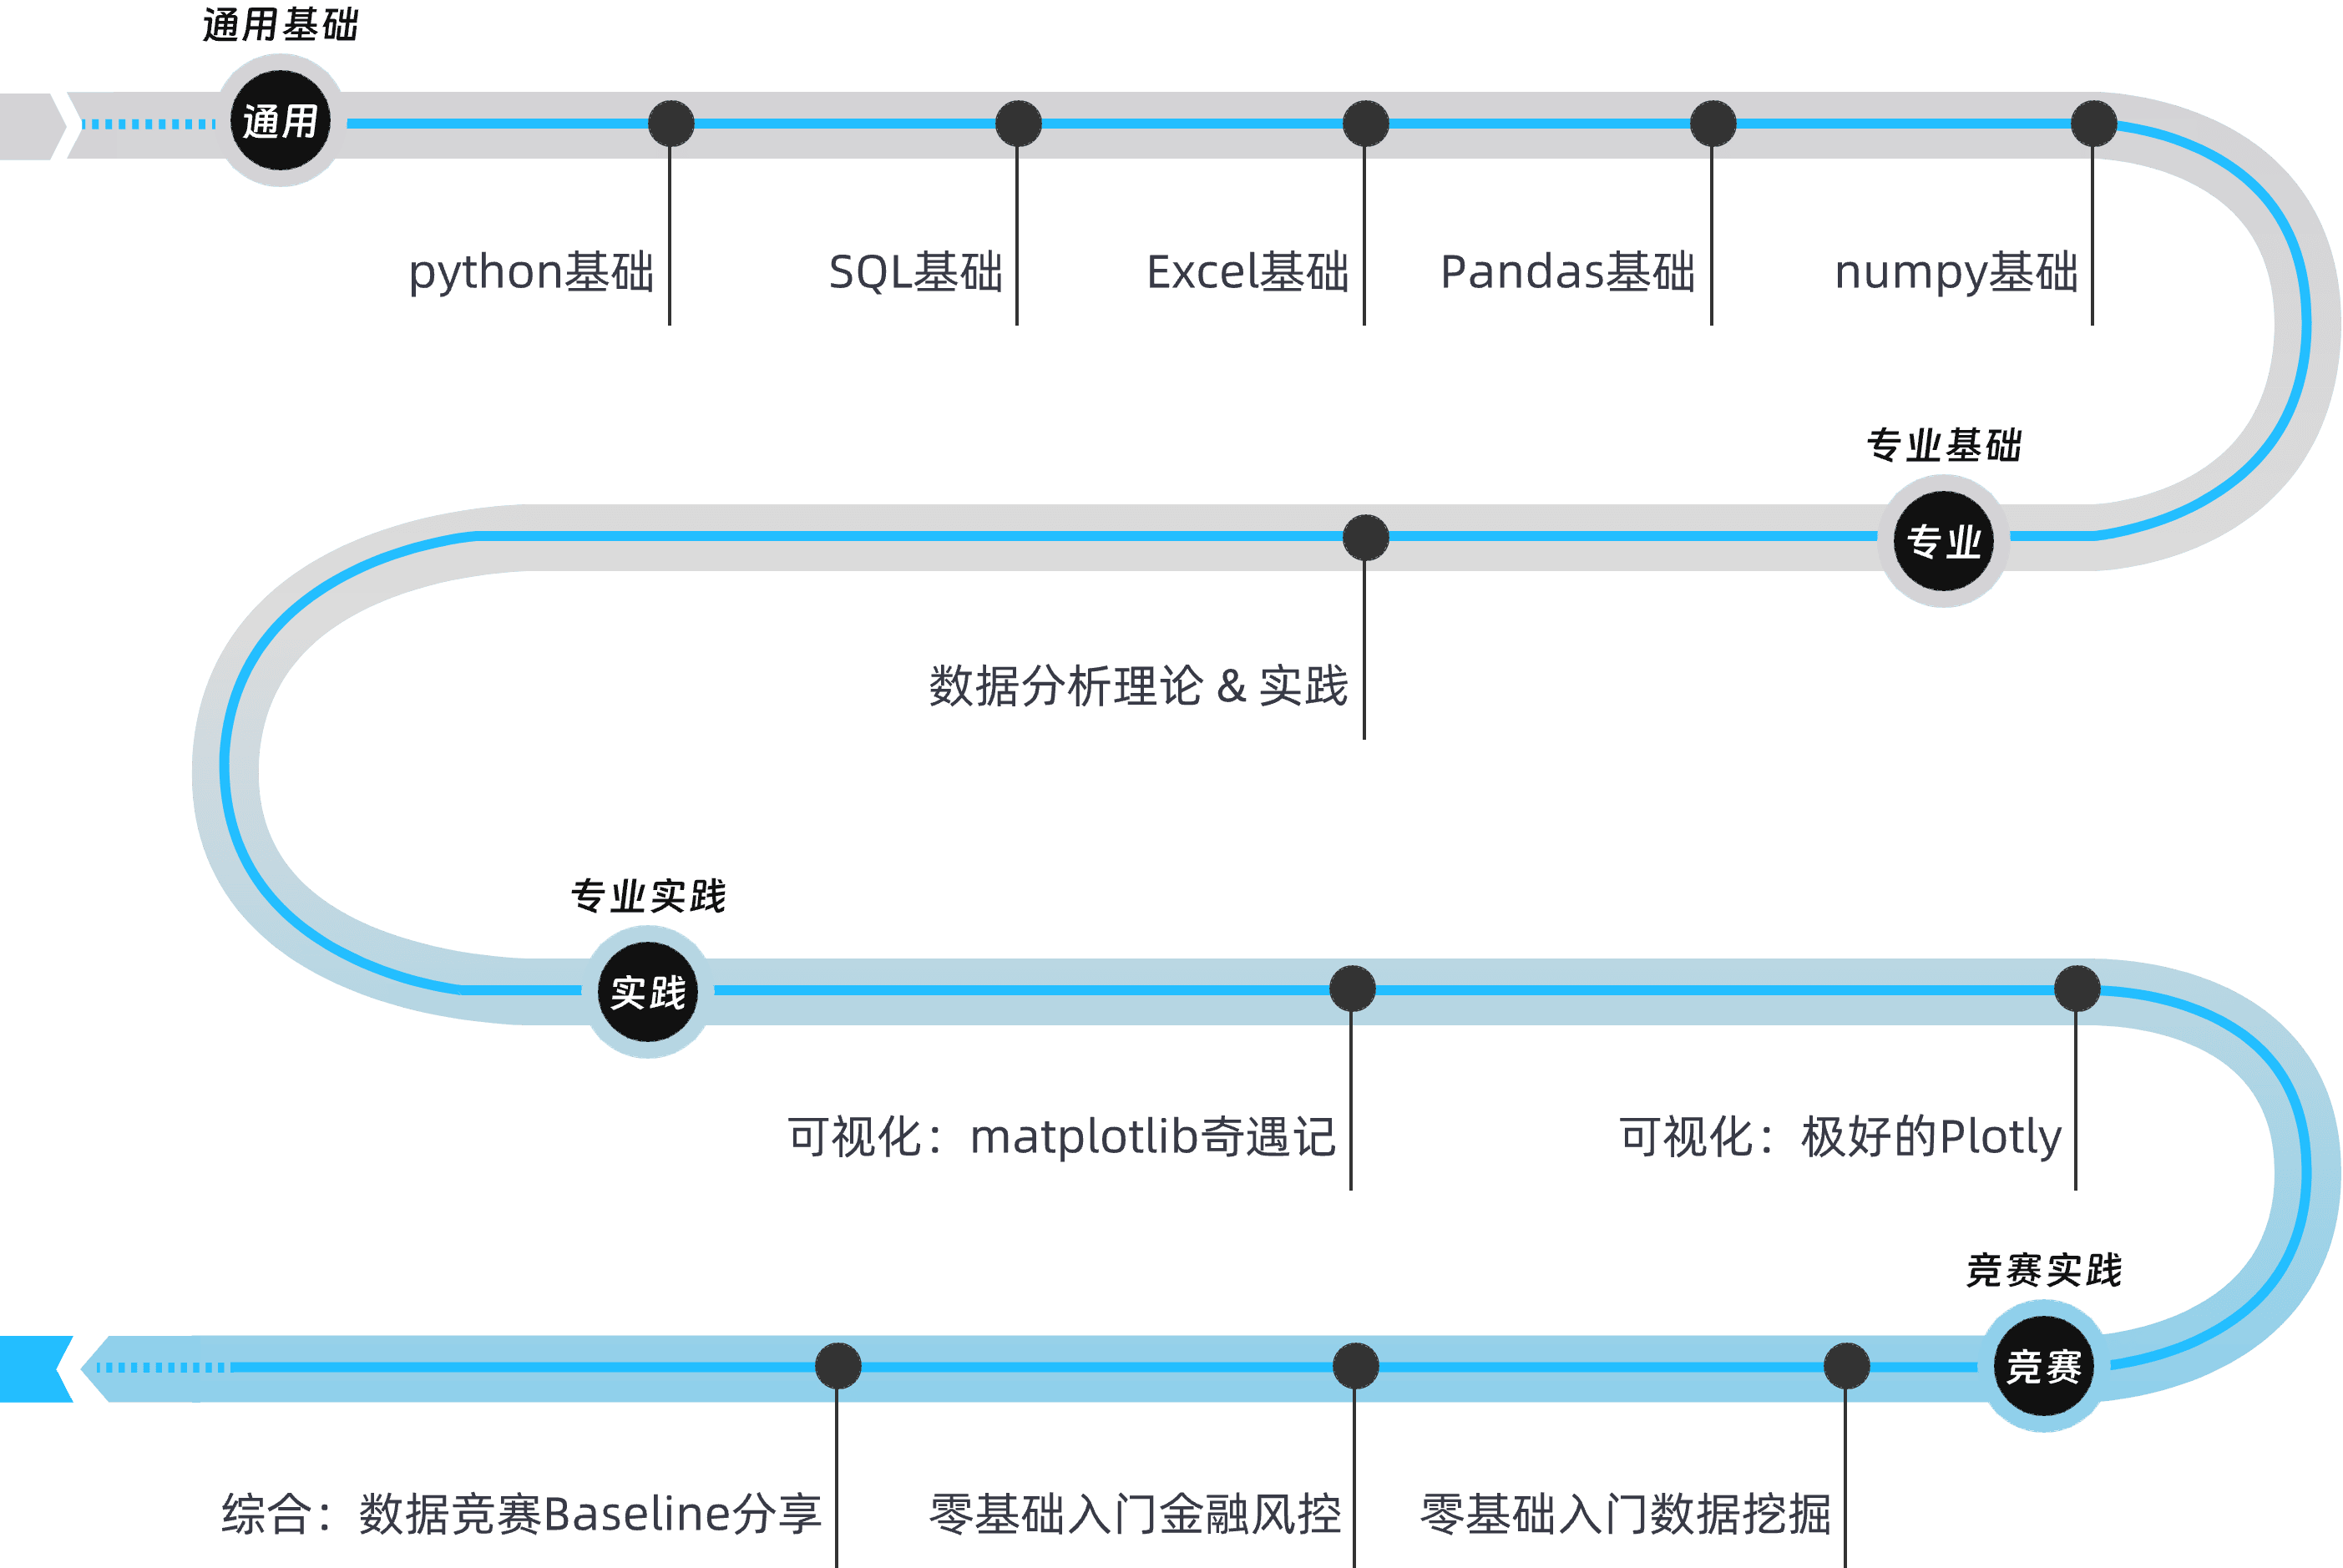 通用基础
通用
python基础
SQL基础
Excel基础
Pandas基础
numpy基础
专业基础
专业
数据分析理论 & 实践
专业实践
实践
可视化：matplotlib奇遇记
可视化：极好的Plotly
竞赛实践
竞赛
综合：数据竞赛Baseline分享
零基础入门金融风控
零基础入门数据挖掘